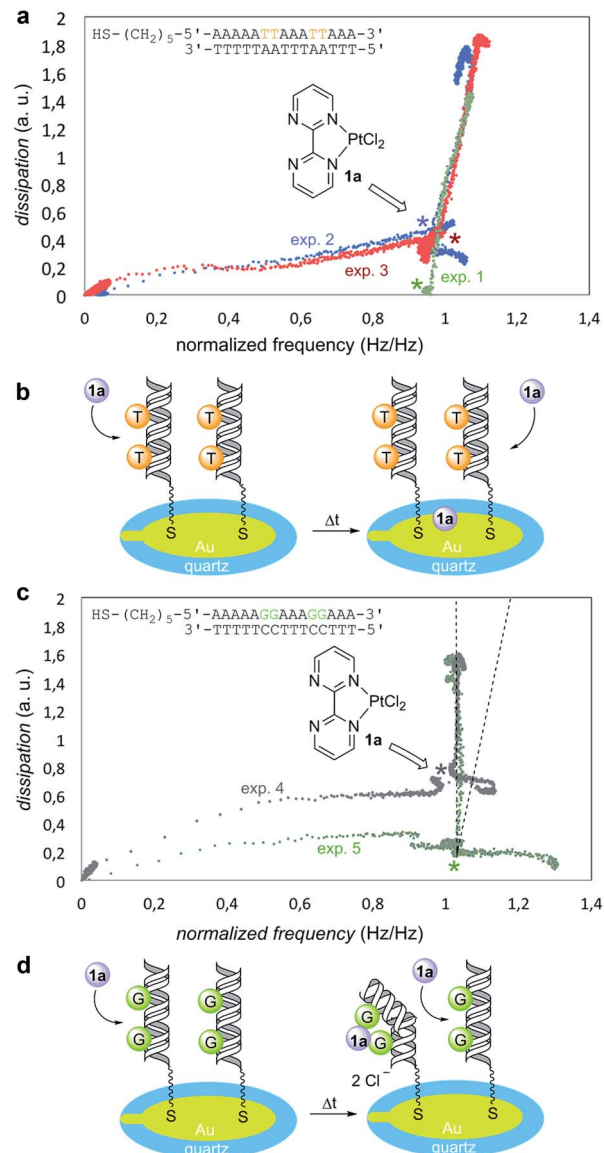 a
2
1,8
1,6
1,4
1,2
1
0,8
0,6
0,4
0,2
0
dissipation (a. u.)
HS-(CH2)5-5'-AAAAATTAAATTAAA-3'
3'-TTTTTAATTTAATTT-5'
N
N
N
N
PtCl2
1a
*
*
*
exp. 2
exp. 3
exp. 1
0 0,2 0,4 0,6 0,8 1 1,2 1,4
normalized frequency (Hz/Hz)
b
1a
T
T
T
T
S
S
Au
quartz
Δt
1a
T
T
T
T
S
1a
S
Au
quartz
c
2
1,8
1,6
1,4
1,2
1
0,8
0,6
0,4
0,2
0
dissipation (a. u.)
HS-(CH2)5-5'-AAAAAGGAAAGGAAA-3'
3'-TTTTTCCTTTCCTTT-5'
N
N
N
N
PtCl2
1a
*
*
exp. 4
exp. 5
0 0,2 0,4 0,6 0,8 1 1,2 1,4
normalized frequency (Hz/Hz)
d
1a
G
G
G
G
S
S
Au
quartz
Δt
1a
G
1a
G
G
G
2 Cl−
S
S
Au
quartz